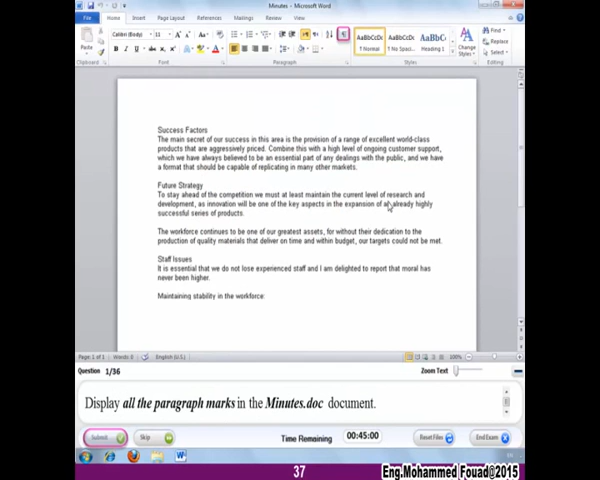 Minutes - Microsoft Word
File Home Insert Page Layout References Mailings Review View
Paste
Clipboard
Calibri (Body) 11
Font
Paragraph
AaBbCcDc AaBbCcDc AaBbC
¶ Normal ¶ No Spaci... Heading 1
Change Styles
Styles
Find
Replace
Select
Editing
Success Factors
The main secret of our success in this area is the provision of a range of excellent world-class
products that are aggressively priced. Combine this with a high level of ongoing customer support,
which we have always believed to be an essential part of any dealings with the public, and we have
a format that should be capable of replicating in many other markets.
Future Strategy
To stay ahead of the competition we must at least maintain the current level of research and
development, as innovation will be one of the key aspects in the expansion of an already highly
successful series of products.
The workforce continues to be one of our greatest assets, for without their dedication to the
production of quality materials that deliver on time and within budget, our targets could not be met.
Staff Issues
It is essential that we do not lose experienced staff and I am delighted to report that moral has
never been higher.
Maintaining stability in the workforce:
Page: 1 of 1 Words: 0 English (U.S.) 100%
Question 1/36 Zoom Text
Display all the paragraph marks in the Minutes.doc document.
Submit Skip Time Remaining 00:45:00 Reset Files End Exam
EN
37 Eng.Mohammed Fouad@2015